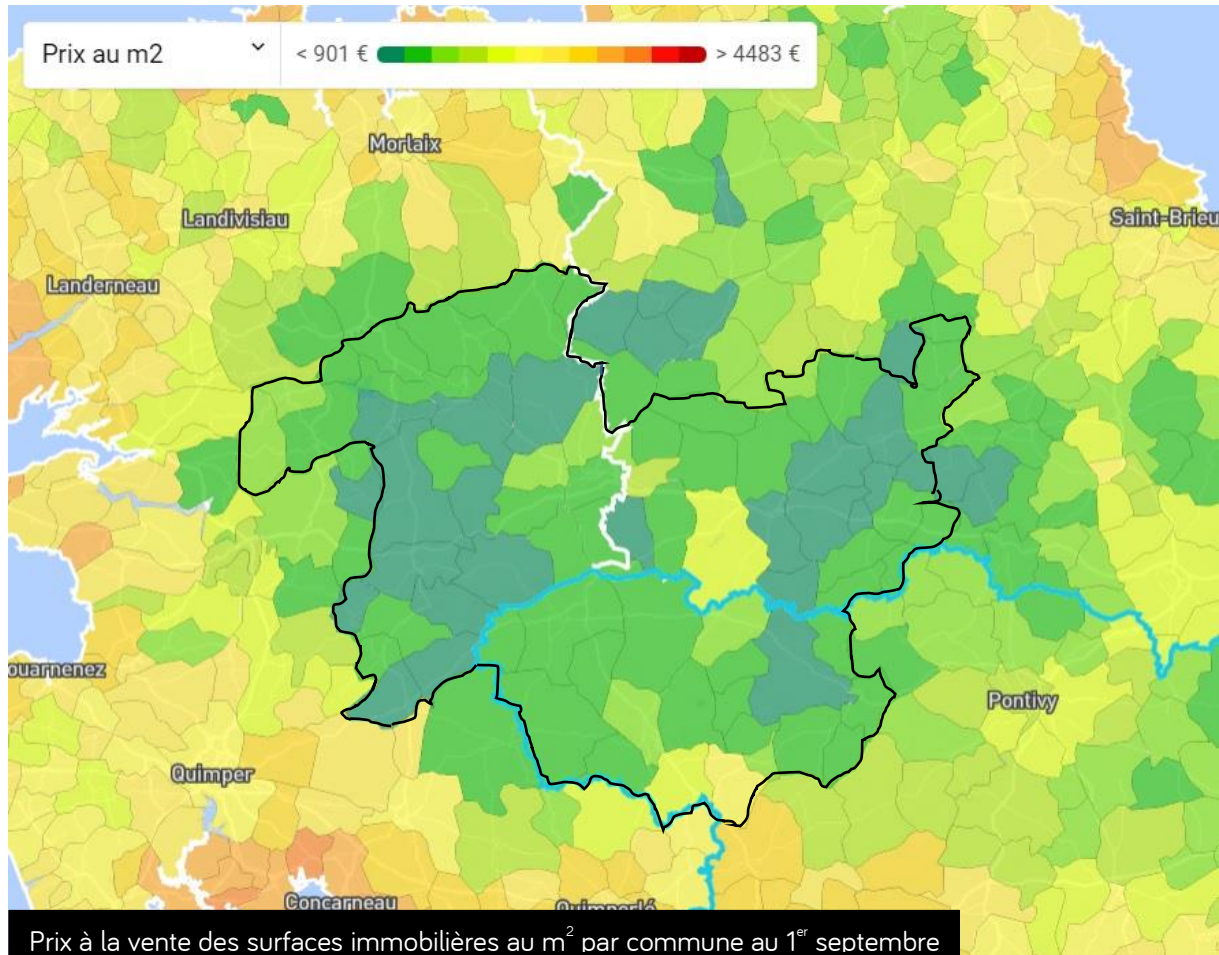 Prix au m2
< 901 €
> 4483 €
Morlaix
Landivisiau
Saint-Brieu
Landerneau
ouarnenez
Pontivy
Quimper
Concarneau
Quimperlé
Prix à la vente des surfaces immobilières au m² par commune au 1er septembre